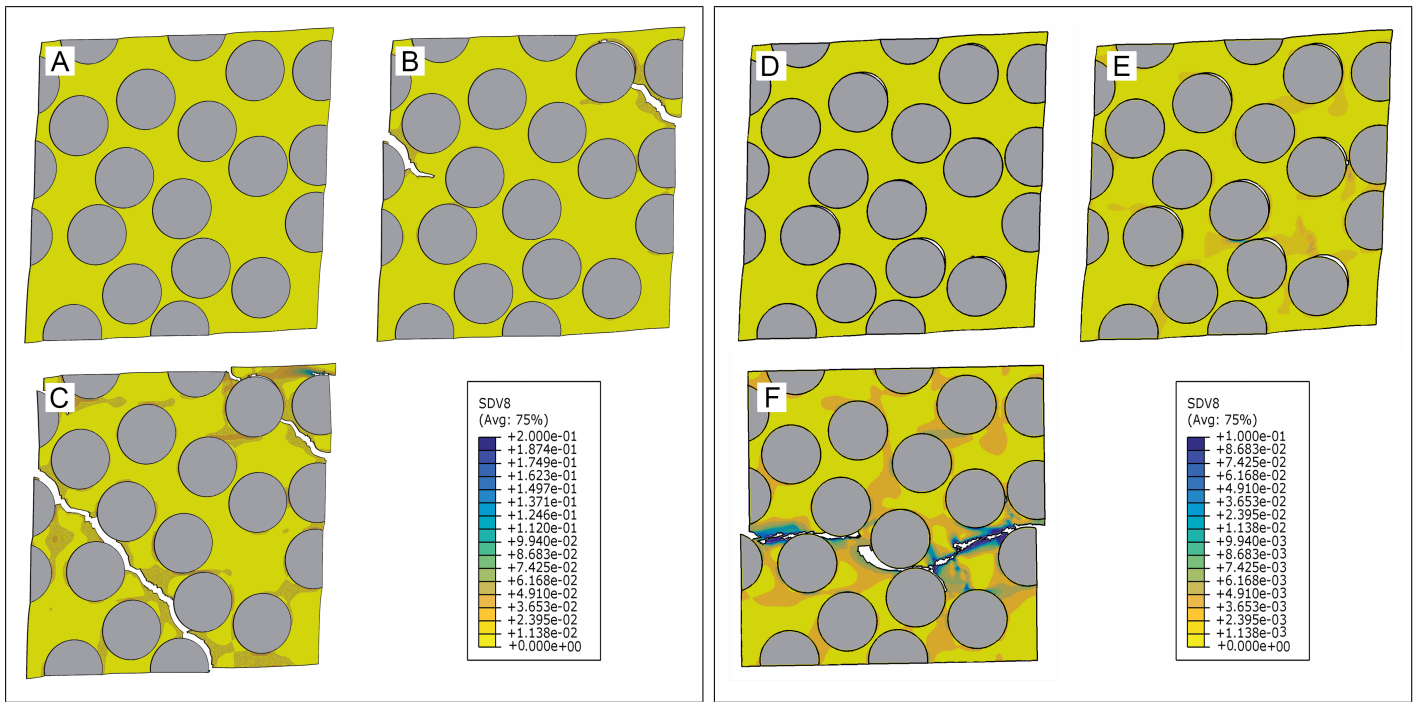 A
B
C
SDV8
(Avg: 75%)
+2.000e-01
+1.874e-01
+1.749e-01
+1.623e-01
+1.497e-01
+1.371e-01
+1.246e-01
+1.120e-01
+9.940e-02
+8.683e-02
+7.425e-02
+6.168e-02
+4.910e-02
+3.653e-02
+2.395e-02
+1.138e-02
+0.000e+00
D
E
F
SDV8
(Avg: 75%)
+1.000e-01
+8.683e-02
+7.425e-02
+6.168e-02
+4.910e-02
+3.653e-02
+2.395e-02
+1.138e-02
+9.940e-03
+8.683e-03
+7.425e-03
+6.168e-03
+4.910e-03
+3.653e-03
+2.395e-03
+1.138e-03
+0.000e+00